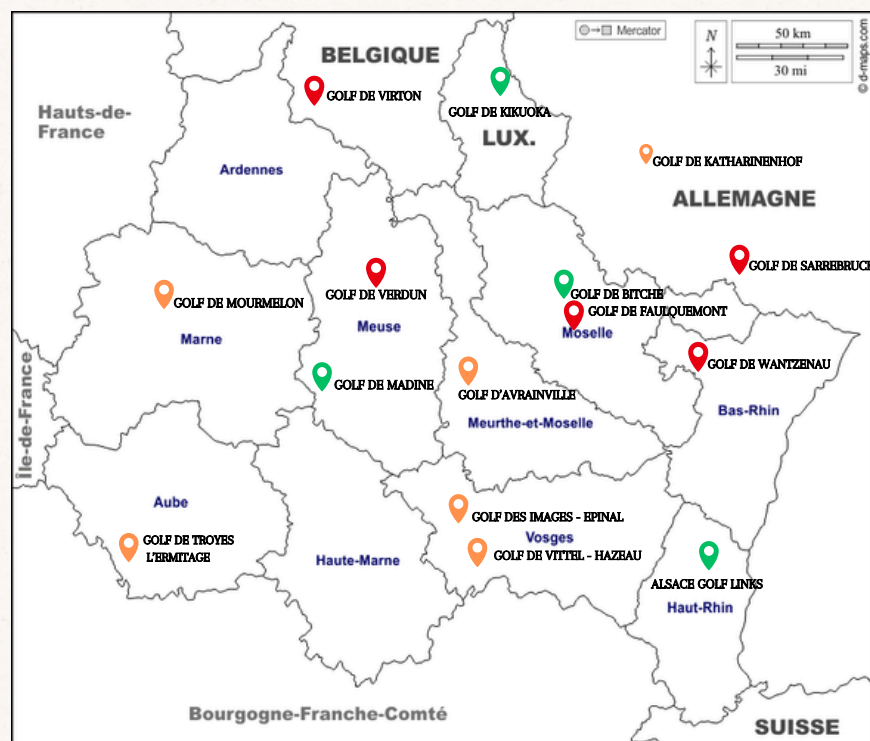 Mercator
N
50 km
30 mi
© d-maps.com
BELGIQUE
GOLF DE VIRTON
GOLF DE KIKUOKA
LUX.
Hauts-de-
France
Ardennes
GOLF DE KATHARINENHOF
ALLEMAGNE
GOLF DE SARREBRUCK
GOLF DE MOURMELON
Marne
GOLF DE VERDUN
Meuse
GOLF DE BITCHE
GOLF DE FAULQUEMONT
Moselle
GOLF DE WANTZENAU
Bas-Rhin
GOLF DE MADINE
GOLF D'AVRAINVILLE
Meurthe-et-Moselle
Île-de-France
Aube
GOLF DE TROYES
L'ERMITAGE
Haute-Marne
GOLF DES IMAGES - EPINAL
Vosges
GOLF DE VITTEL - HAZEAU
ALSACE GOLF LINKS
Haut-Rhin
Bourgogne-Franche-Comté
SUISSE